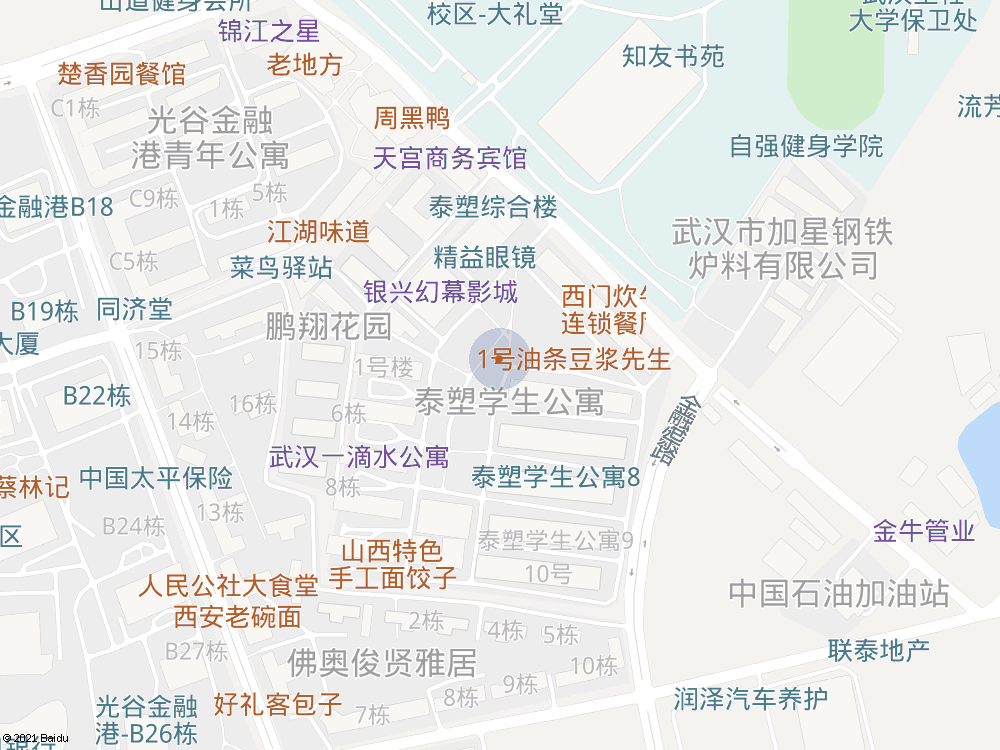 校区-大礼堂
大学保卫处
锦江之星
知友书苑
老地方
楚香园餐馆
C1栋
流芳
周黑鸭
光谷金融
港青年公寓
自强健身学院
天宫商务宾馆
C9栋
5栋
1栋
金融港B18
泰塑综合楼
江湖味道
武汉市加星钢铁
炉料有限公司
精益眼镜
C5栋
菜鸟驿站
银兴幻幕影城
西门炊
连锁餐
B19栋
同济堂
鹏翔花园
大厦
15栋
1号楼
1号油条豆浆先生
B22栋
16栋
泰塑学生公寓
6栋
14栋
金融港路
武汉一滴水公寓
中国太平保险
泰塑学生公寓8
蔡林记
8栋
13栋
B24栋
区
金牛管业
泰塑学生公寓9
山西特色
手工面饺子
10号
人民公社大食堂
中国石油加油站
西安老碗面
2栋
4栋
5栋
B27栋
联泰地产
佛奥俊贤雅居
10栋
9栋
8栋
润泽汽车养护
好礼客包子
7栋
光谷金融
港-B26栋
© 2021 Baidu